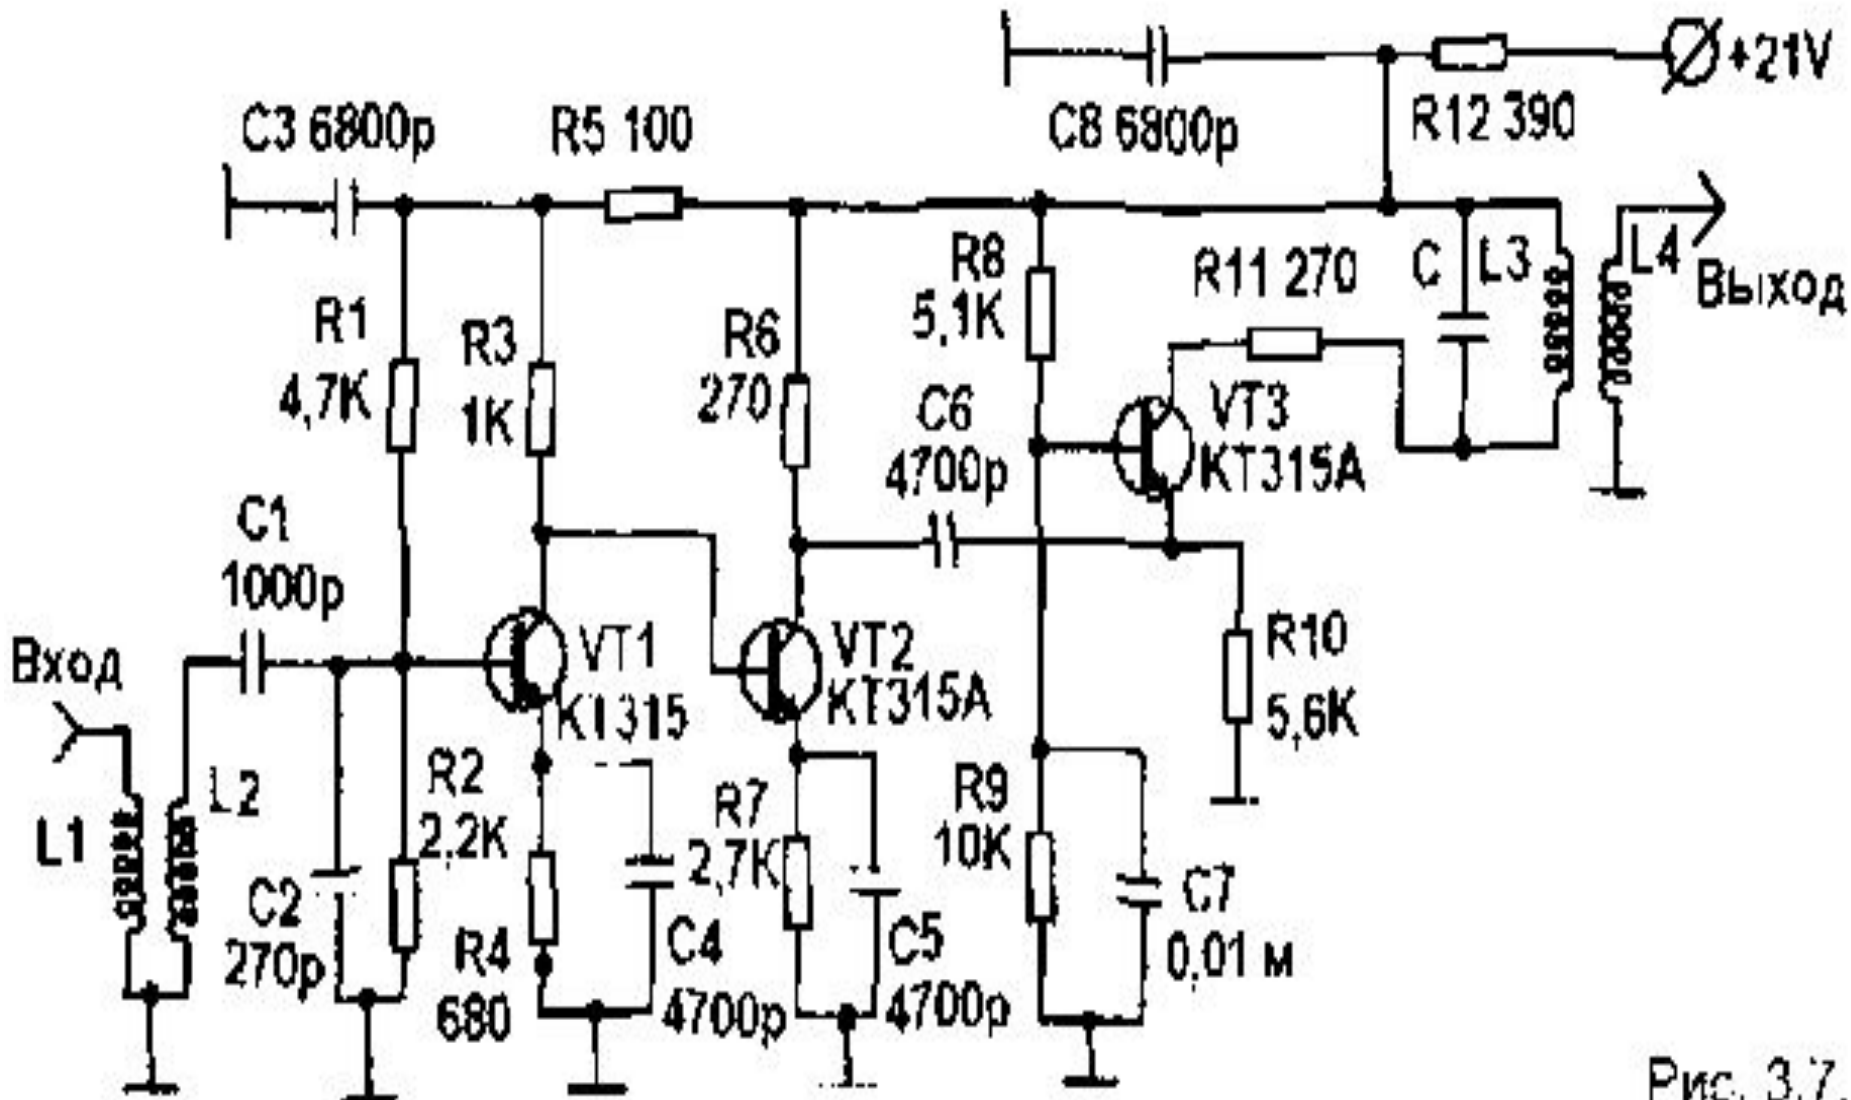 +21V
C3 6800p
R5 100
C8 6800p
R12 390
R8
5,1K
R11 270
C
L3
L4
Выход
R1
4,7K
R3
1K
R6
270
C6
4700p
VT3
КТ315А
C1
1000p
Вход
VT1
КТ315
VT2
КТ315А
R10
5,6K
L1
L2
R2
2,2K
R7
2,7K
R9
10K
C2
270p
R4
680
C4
4700p
C5
4700p
C7
0,01 м
Рис. 3.7.